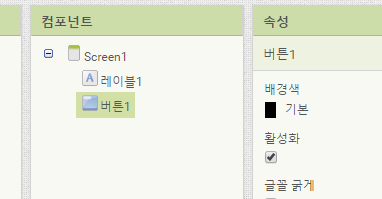 컴포넌트
Screen1
A 레이블1
버튼1
속성
버튼1
배경색
기본
활성화
글꼴 굵게